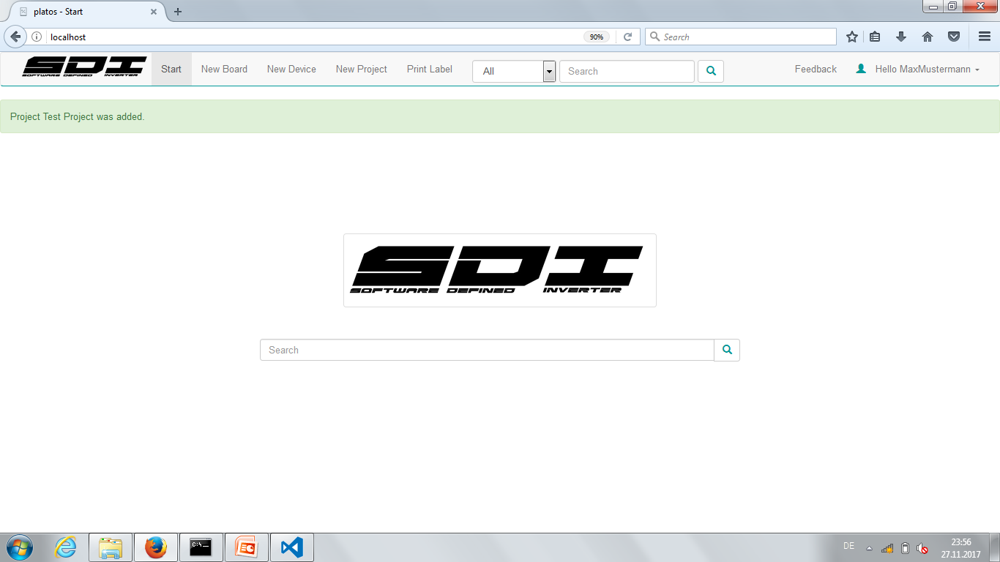 platos - Start
localhost
90%
Search
SDI
SOFTWARE DEFINED INVERTER
Start
New Board
New Device
New Project
Print Label
All
Search
Feedback
Hello MaxMustermann
Project Test Project was added.
SDI
SOFTWARE DEFINED INVERTER
Search
C:\_
DE
23:56
27.11.2017